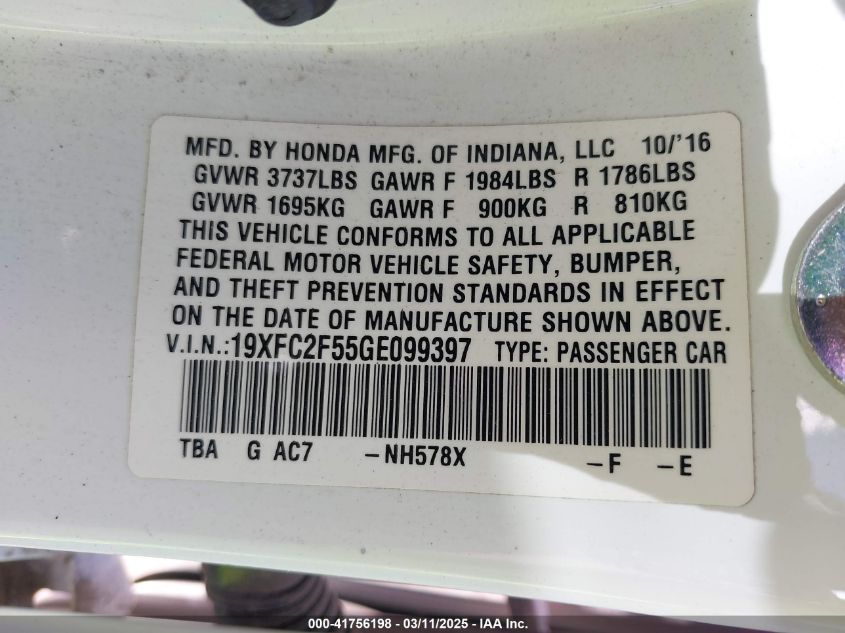 MFD. BY HONDA MFG. OF INDIANA, LLC 10/'16
GVWR 3737LBS GAWR F 1984LBS R 1786LBS
GVWR 1695KG GAWR F 900KG R 810KG
THIS VEHICLE CONFORMS TO ALL APPLICABLE
FEDERAL MOTOR VEHICLE SAFETY, BUMPER,
AND THEFT PREVENTION STANDARDS IN EFFECT
ON THE DATE OF MANUFACTURE SHOWN ABOVE.
V.I.N.:19XFC2F55GE099397 TYPE: PASSENGER CAR
TBA G AC7 -NH578X -F -E
000-41756198 - 03/11/2025 - IAA Inc.